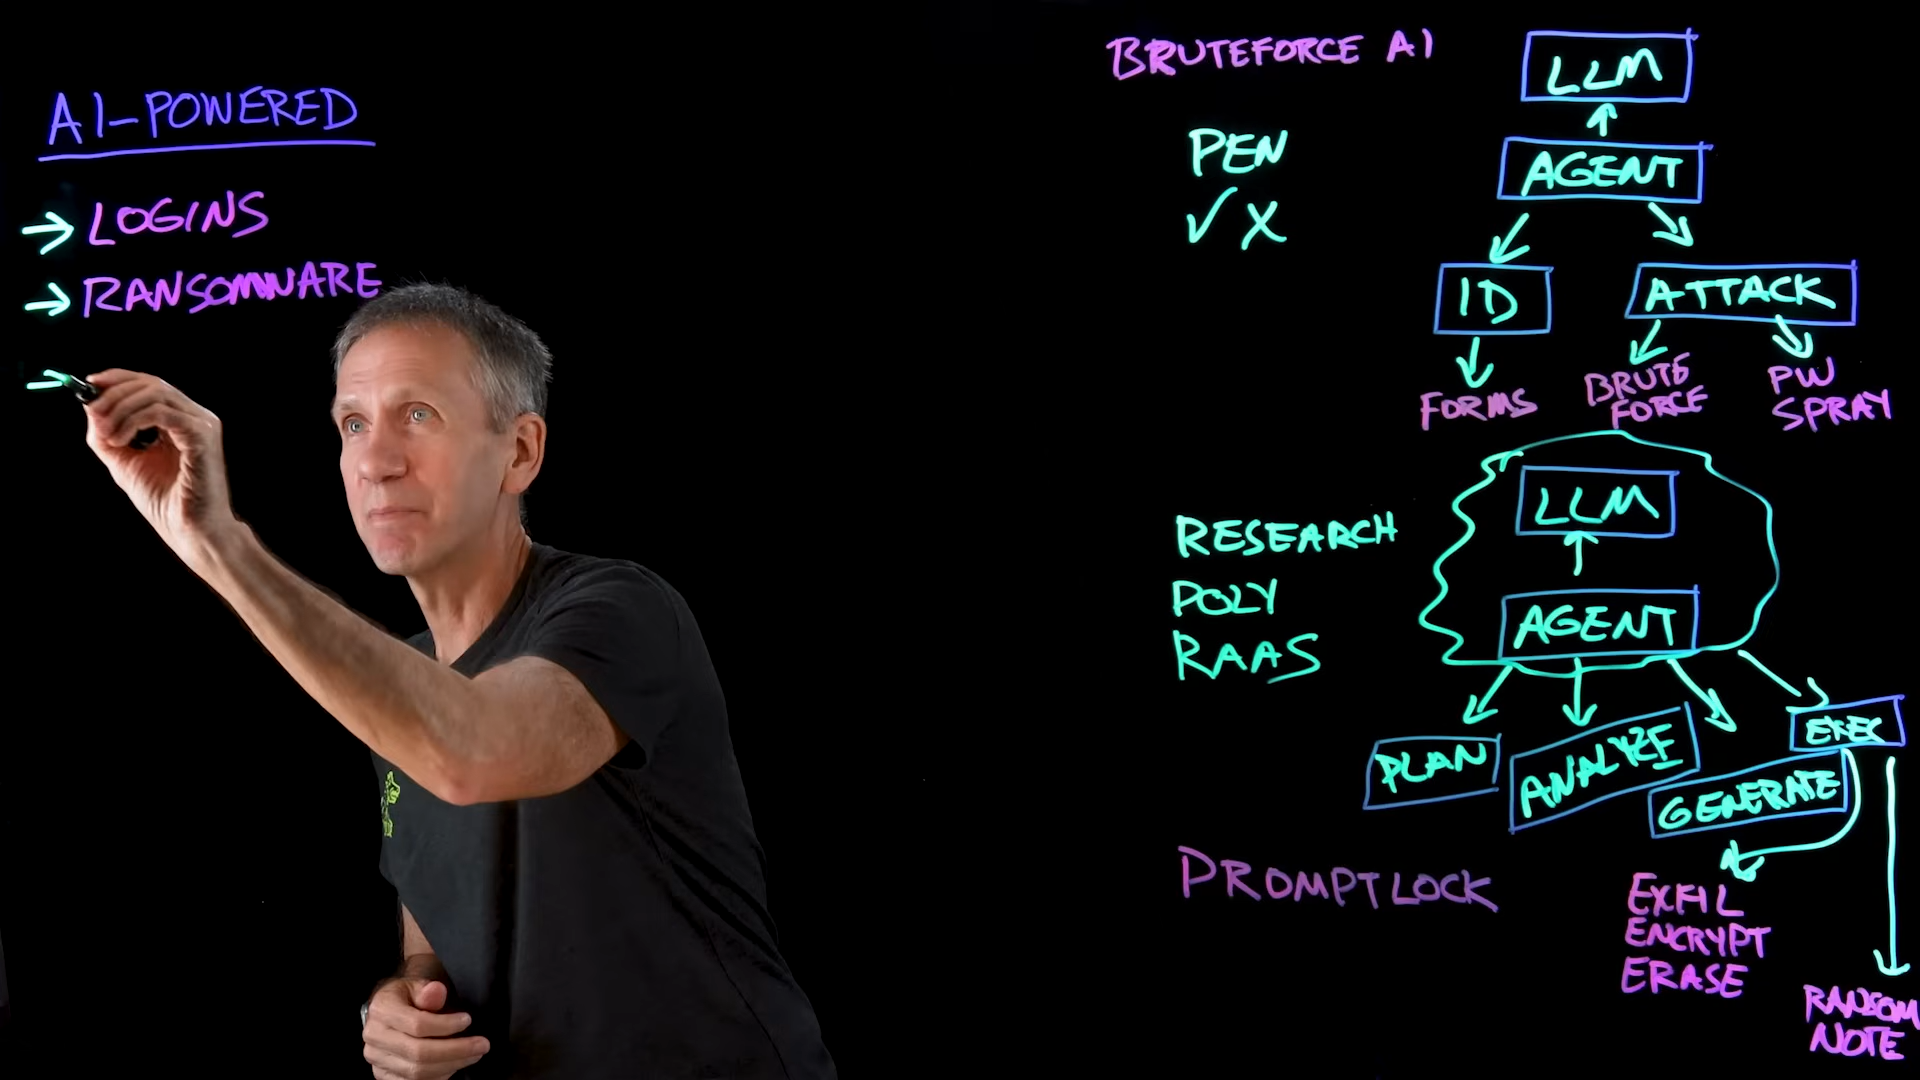 AI-POWERED
→ LOGINS
→ RANSOMWARE
BRUTEFORCE AI
PEN
✓ X
LLM
AGENT
ID
ATTACK
FORMS
BRUTE
FORCE
PW
SPRAY
RESEARCH
POLY
RAAS
LLM
AGENT
PLAN
ANALYZE
GENERATE
EXEC
PROMPTLOCK
EXFIL
ENCRYPT
ERASE
RANSOM
NOTE